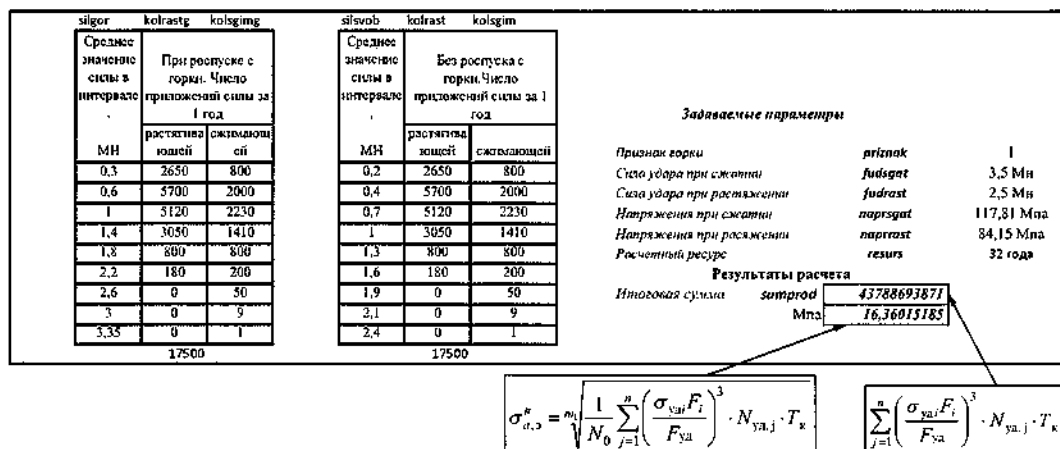 silgor kolrastg kolsgimg
Среднее значение силы в интервале, МН
При роспуске с горки. Число приложений силы за 1 год
растягивающей сжимающей
0,3 2650 800
0,6 5700 2000
1 5120 2230
1,4 3050 1410
1,8 800 800
2,2 180 200
2,6 0 50
3 0 9
3,35 0 1
17500
silsvob kolrast kolsgim
Среднее значение силы в интервале, МН
Без роспуска с горки.Число приложений силы за 1 год
растягивающей сжимающей
0,2 2650 800
0,4 5700 2000
0,7 5120 2230
1 3050 1410
1,3 800 800
1,6 180 200
1,9 0 50
2,1 0 9
2,4 0 1
17500
Задаваемые параметры
Признак горки priznak 1
Сила удара при сжатии fudsgat 3,5 Мн
Сила удара при растяжении fudrast 2,5 Мн
Напряжения при сжатии naprsgat 117,81 Мпа
Напряжения при расяжении naprrast 84,15 Мпа
Расчетный ресурс resurs 32 года
Результаты расчета
Итоговая сумма sumprod 43788693871
Мпа 16,36015185